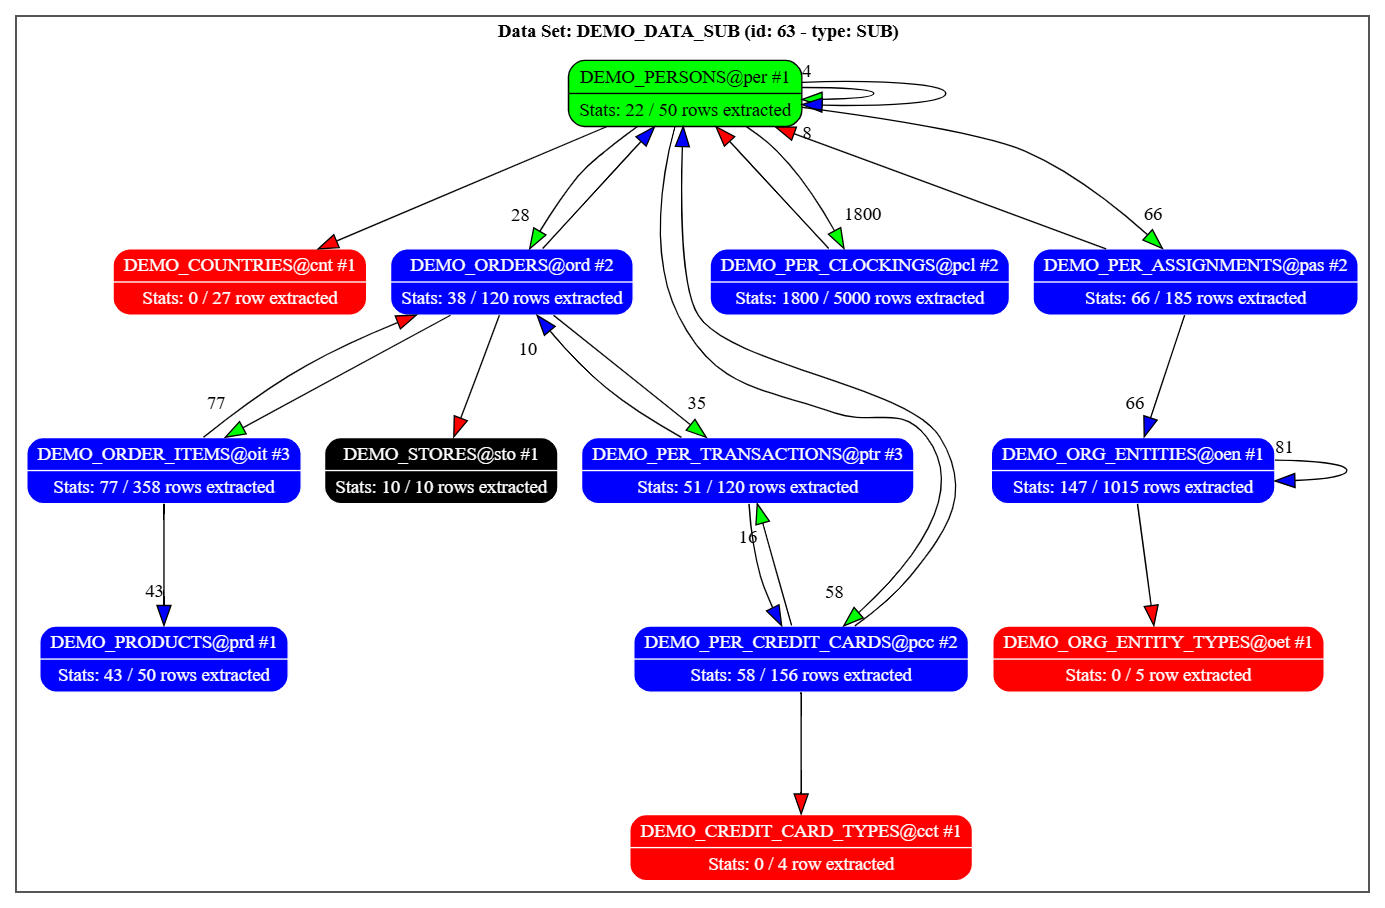 Data Set: DEMO_DATA_SUB (id: 63 - type: SUB)
DEMO_PERSONS@per #1
Stats: 22 / 50 rows extracted
4
8
28
1800
66
DEMO_COUNTRIES@cnt #1
Stats: 0 / 27 row extracted
DEMO_ORDERS@ord #2
Stats: 38 / 120 rows extracted
DEMO_PER_CLOCKINGS@pcl #2
Stats: 1800 / 5000 rows extracted
DEMO_PER_ASSIGNMENTS@pas #2
Stats: 66 / 185 rows extracted
10
77
35
66
DEMO_ORDER_ITEMS@oit #3
Stats: 77 / 358 rows extracted
DEMO_STORES@sto #1
Stats: 10 / 10 rows extracted
DEMO_PER_TRANSACTIONS@ptr #3
Stats: 51 / 120 rows extracted
DEMO_ORG_ENTITIES@oen #1
Stats: 147 / 1015 rows extracted
81
16
43
58
DEMO_PRODUCTS@prd #1
Stats: 43 / 50 rows extracted
DEMO_PER_CREDIT_CARDS@pcc #2
Stats: 58 / 156 rows extracted
DEMO_ORG_ENTITY_TYPES@oet #1
Stats: 0 / 5 row extracted
DEMO_CREDIT_CARD_TYPES@cct #1
Stats: 0 / 4 row extracted